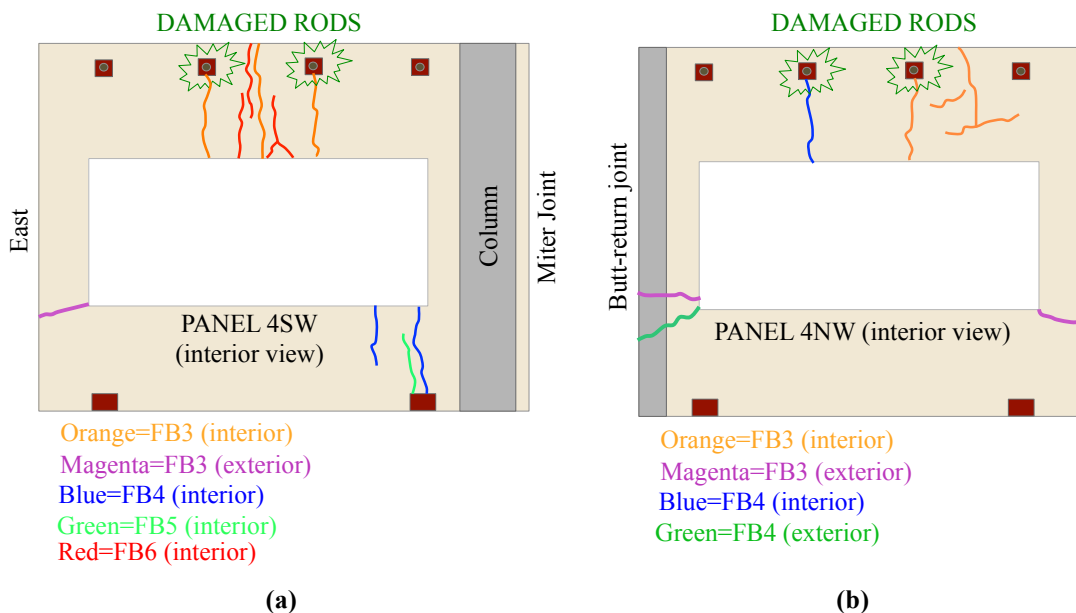 DAMAGED RODS
East
Column
Miter Joint
PANEL 4SW
(interior view)
Orange=FB3 (interior)
Magenta=FB3 (exterior)
Blue=FB4 (interior)
Green=FB5 (interior)
Red=FB6 (interior)
(a)
DAMAGED RODS
Butt-return joint
PANEL 4NW (interior view)
Orange=FB3 (interior)
Magenta=FB3 (exterior)
Blue=FB4 (interior)
Green=FB4 (exterior)
(b)